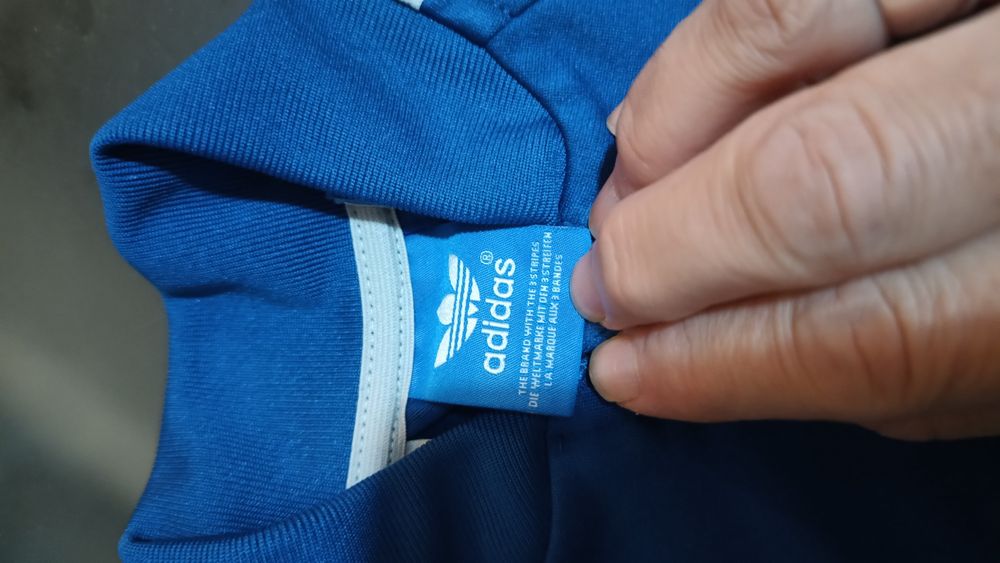 ®
adidas
THE BRAND WITH THE 3 STRIPES
DIE WELTMARKE MIT DEN 3 STREIFEN
LA MARQUE AUX 3 BANDES